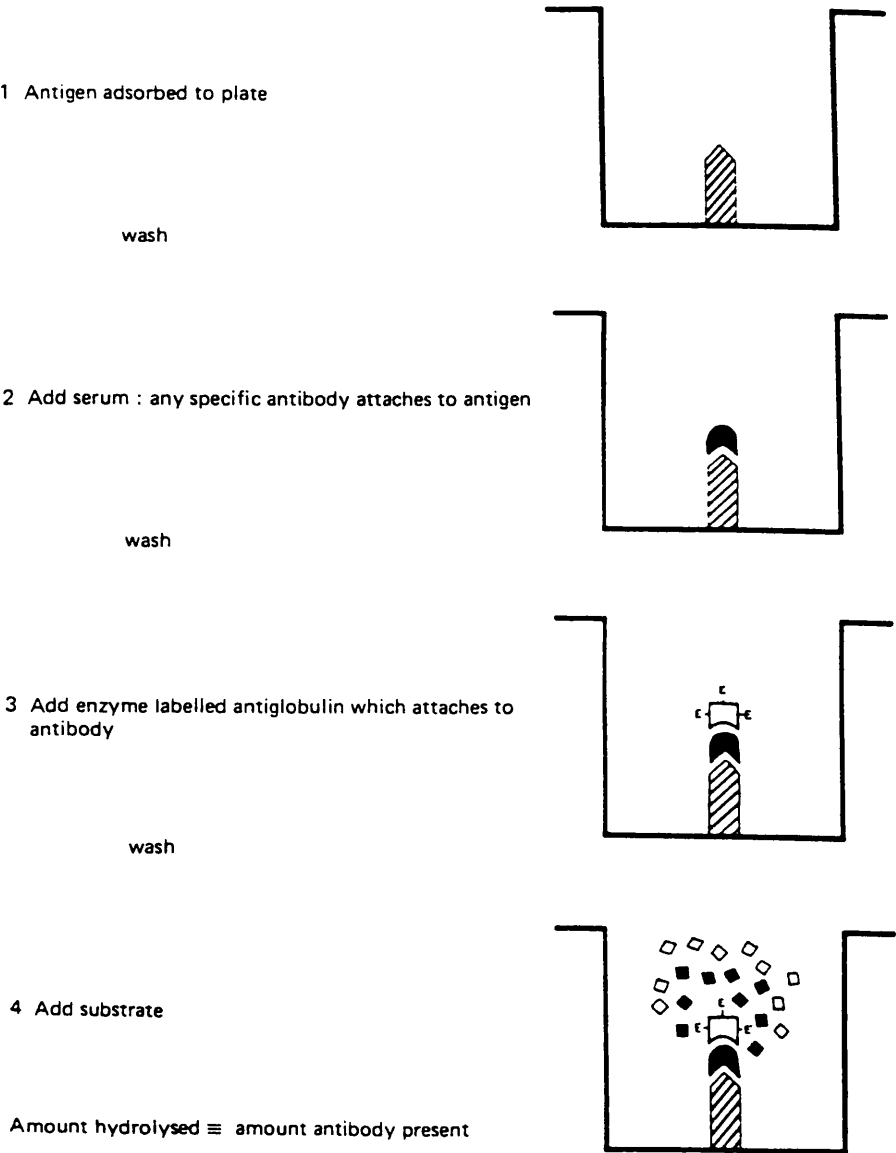 1 Antigen adsorbed to plate
wash
2 Add serum : any specific antibody attaches to antigen
wash
3 Add enzyme labelled antiglobulin which attaches to
antibody
E
E E
wash
4 Add substrate
E
E E
Amount hydrolysed ≡ amount antibody present